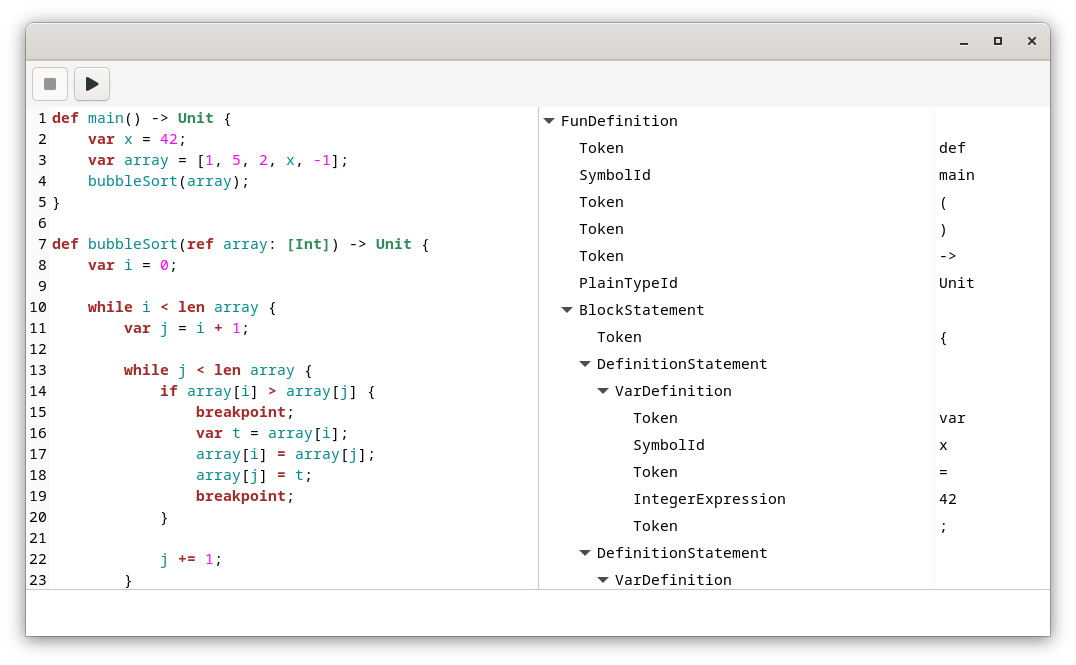 1 def main() -> Unit {
2     var x = 42;
3     var array = [1, 5, 2, x, -1];
4     bubbleSort(array);
5 }
6
7 def bubbleSort(ref array: [Int]) -> Unit {
8     var i = 0;
9
10     while i < len array {
11         var j = i + 1;
12
13         while j < len array {
14             if array[i] > array[j] {
15                 breakpoint;
16                 var t = array[i];
17                 array[i] = array[j];
18                 array[j] = t;
19                 breakpoint;
20             }
21
22             j += 1;
23         }
FunDefinition
Token def
SymbolId main
Token (
Token )
Token ->
PlainTypeId Unit
BlockStatement
Token {
DefinitionStatement
VarDefinition
Token var
SymbolId x
Token =
IntegerExpression 42
Token ;
DefinitionStatement
VarDefinition